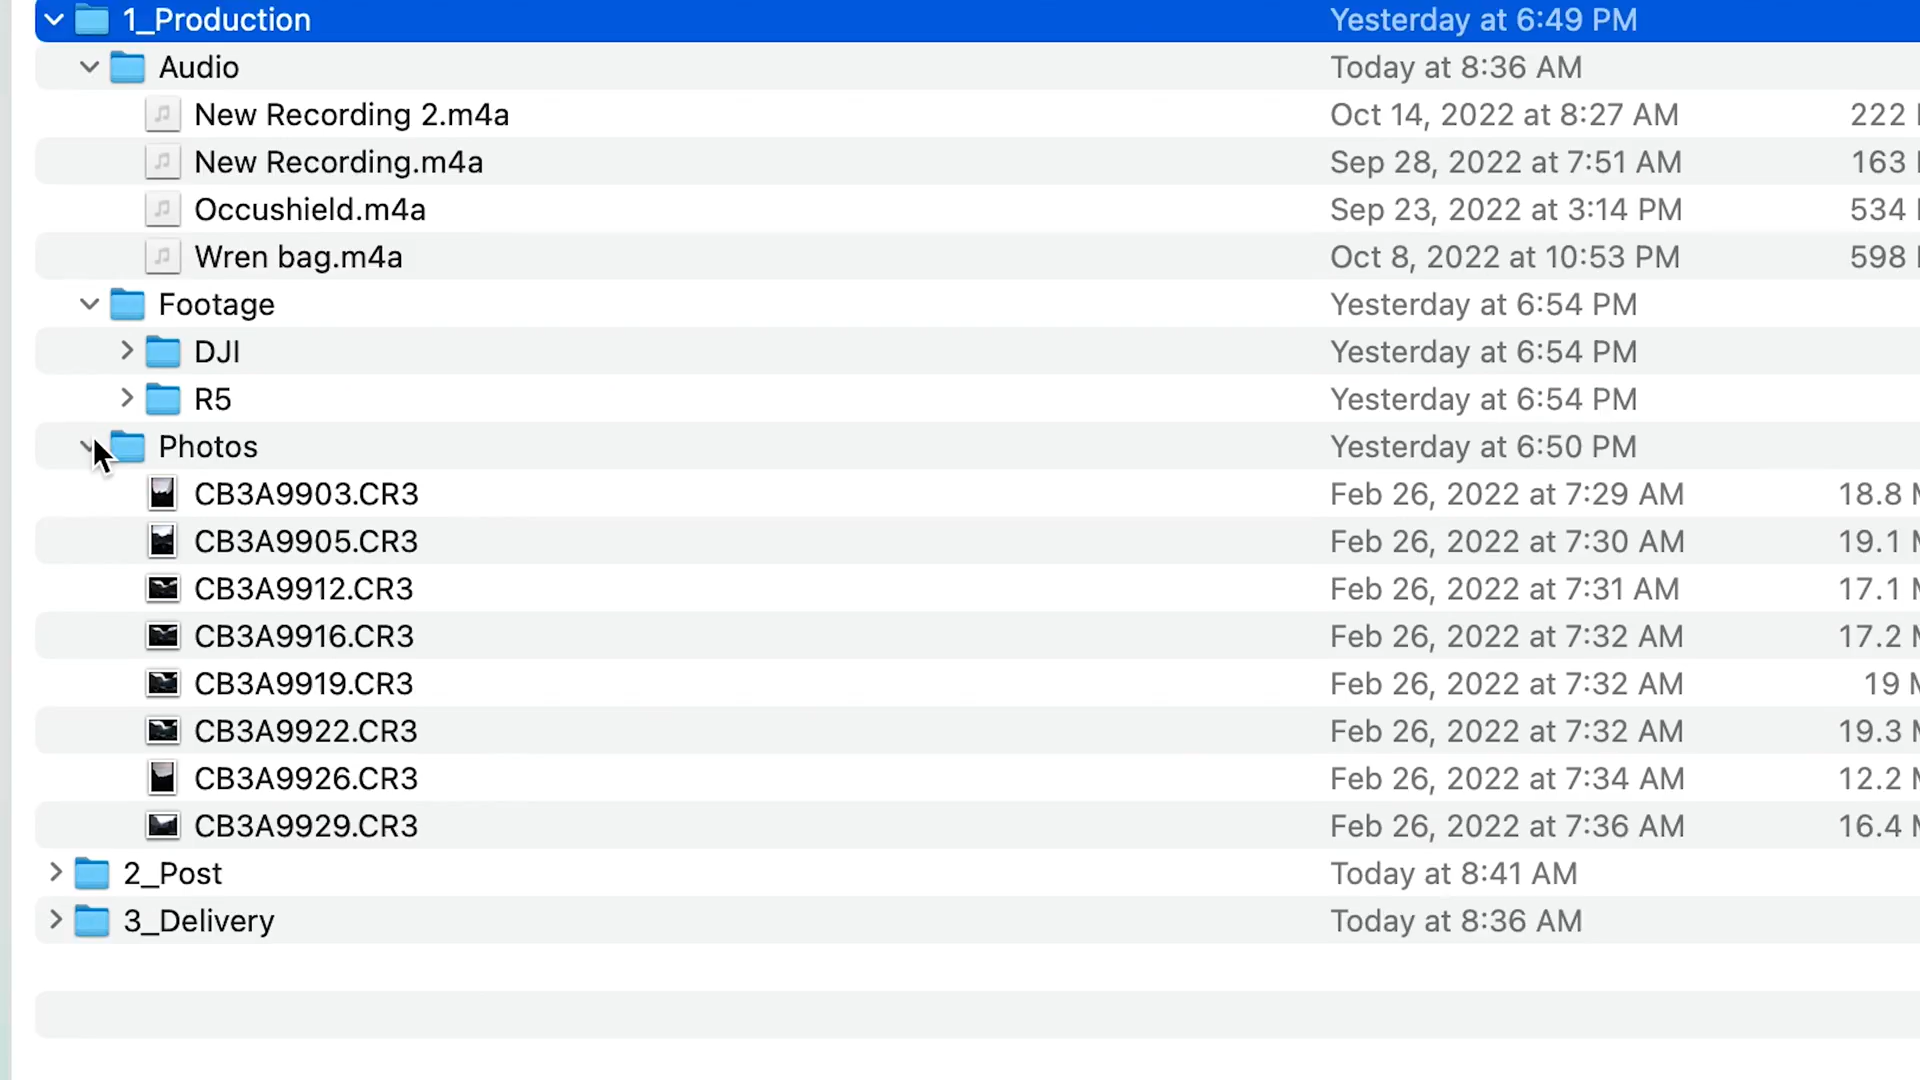 1_Production Yesterday at 6:49 PM
Audio Today at 8:36 AM
New Recording 2.m4a Oct 14, 2022 at 8:27 AM 222
New Recording.m4a Sep 28, 2022 at 7:51 AM 163
Occushield.m4a Sep 23, 2022 at 3:14 PM 534
Wren bag.m4a Oct 8, 2022 at 10:53 PM 598
Footage Yesterday at 6:54 PM
DJI Yesterday at 6:54 PM
R5 Yesterday at 6:54 PM
Photos Yesterday at 6:50 PM
CB3A9903.CR3 Feb 26, 2022 at 7:29 AM 18.8
CB3A9905.CR3 Feb 26, 2022 at 7:30 AM 19.1
CB3A9912.CR3 Feb 26, 2022 at 7:31 AM 17.1
CB3A9916.CR3 Feb 26, 2022 at 7:32 AM 17.2
CB3A9919.CR3 Feb 26, 2022 at 7:32 AM 19
CB3A9922.CR3 Feb 26, 2022 at 7:32 AM 19.3
CB3A9926.CR3 Feb 26, 2022 at 7:34 AM 12.2
CB3A9929.CR3 Feb 26, 2022 at 7:36 AM 16.4
2_Post Today at 8:41 AM
3_Delivery Today at 8:36 AM